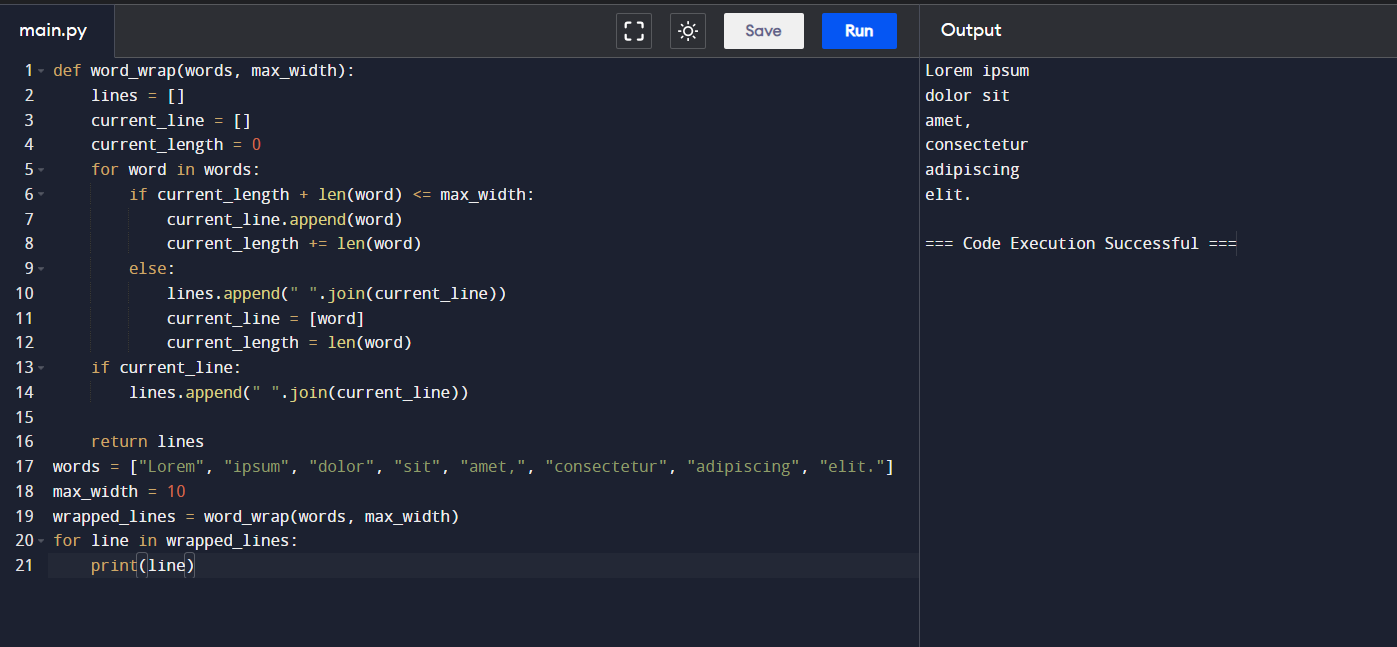 main.py
Save
Run
Output
1 def word_wrap(words, max_width):
2     lines = []
3     current_line = []
4     current_length = 0
5     for word in words:
6         if current_length + len(word) <= max_width:
7             current_line.append(word)
8             current_length += len(word)
9         else:
10             lines.append(" ".join(current_line))
11             current_line = [word]
12             current_length = len(word)
13     if current_line:
14         lines.append(" ".join(current_line))
15
16     return lines
17 words = ["Lorem", "ipsum", "dolor", "sit", "amet,", "consectetur", "adipiscing", "elit."]
18 max_width = 10
19 wrapped_lines = word_wrap(words, max_width)
20 for line in wrapped_lines:
21     print(line)
Lorem ipsum
dolor sit
amet,
consectetur
adipiscing
elit.
=== Code Execution Successful ===